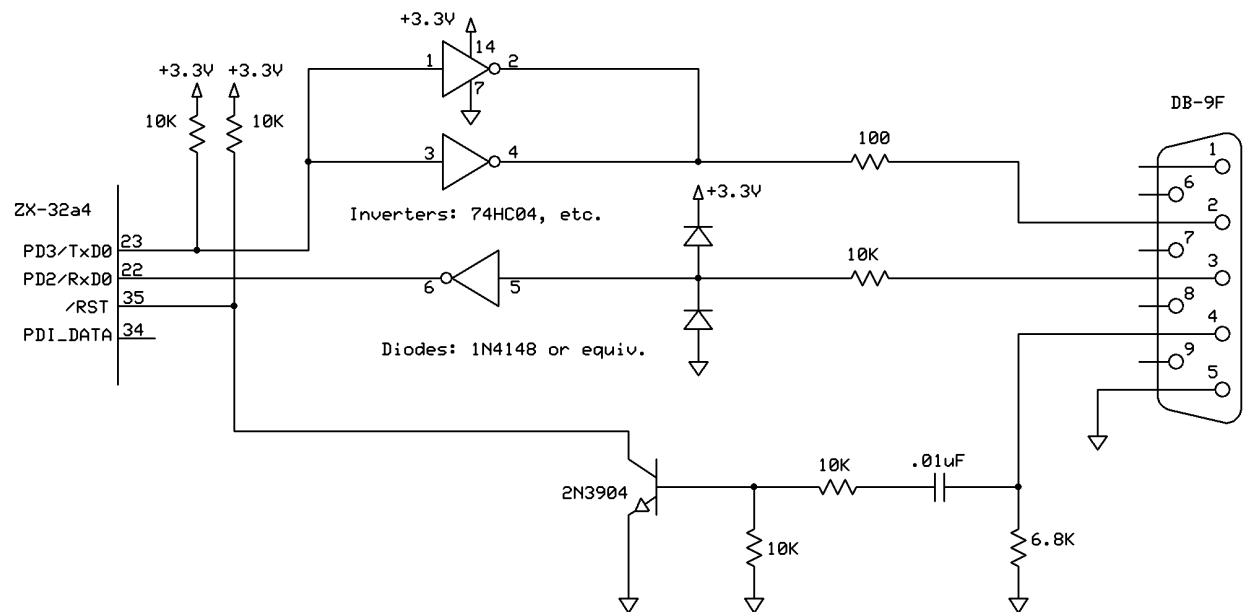 +3.3V
14
1
2
7
+3.3V +3.3V
10K
10K
DB-9F
3
4
100
1
6
2
7
3
8
4
9
5
+3.3V
ZX-32a4
Inverters: 74HC04, etc.
PD3/TxD0 23
PD2/RxD0 22
/RST 35
PDI_DATA 34
6
5
10K
Diodes: 1N4148 or equiv.
2N3904
10K
.01uF
10K
6.8K